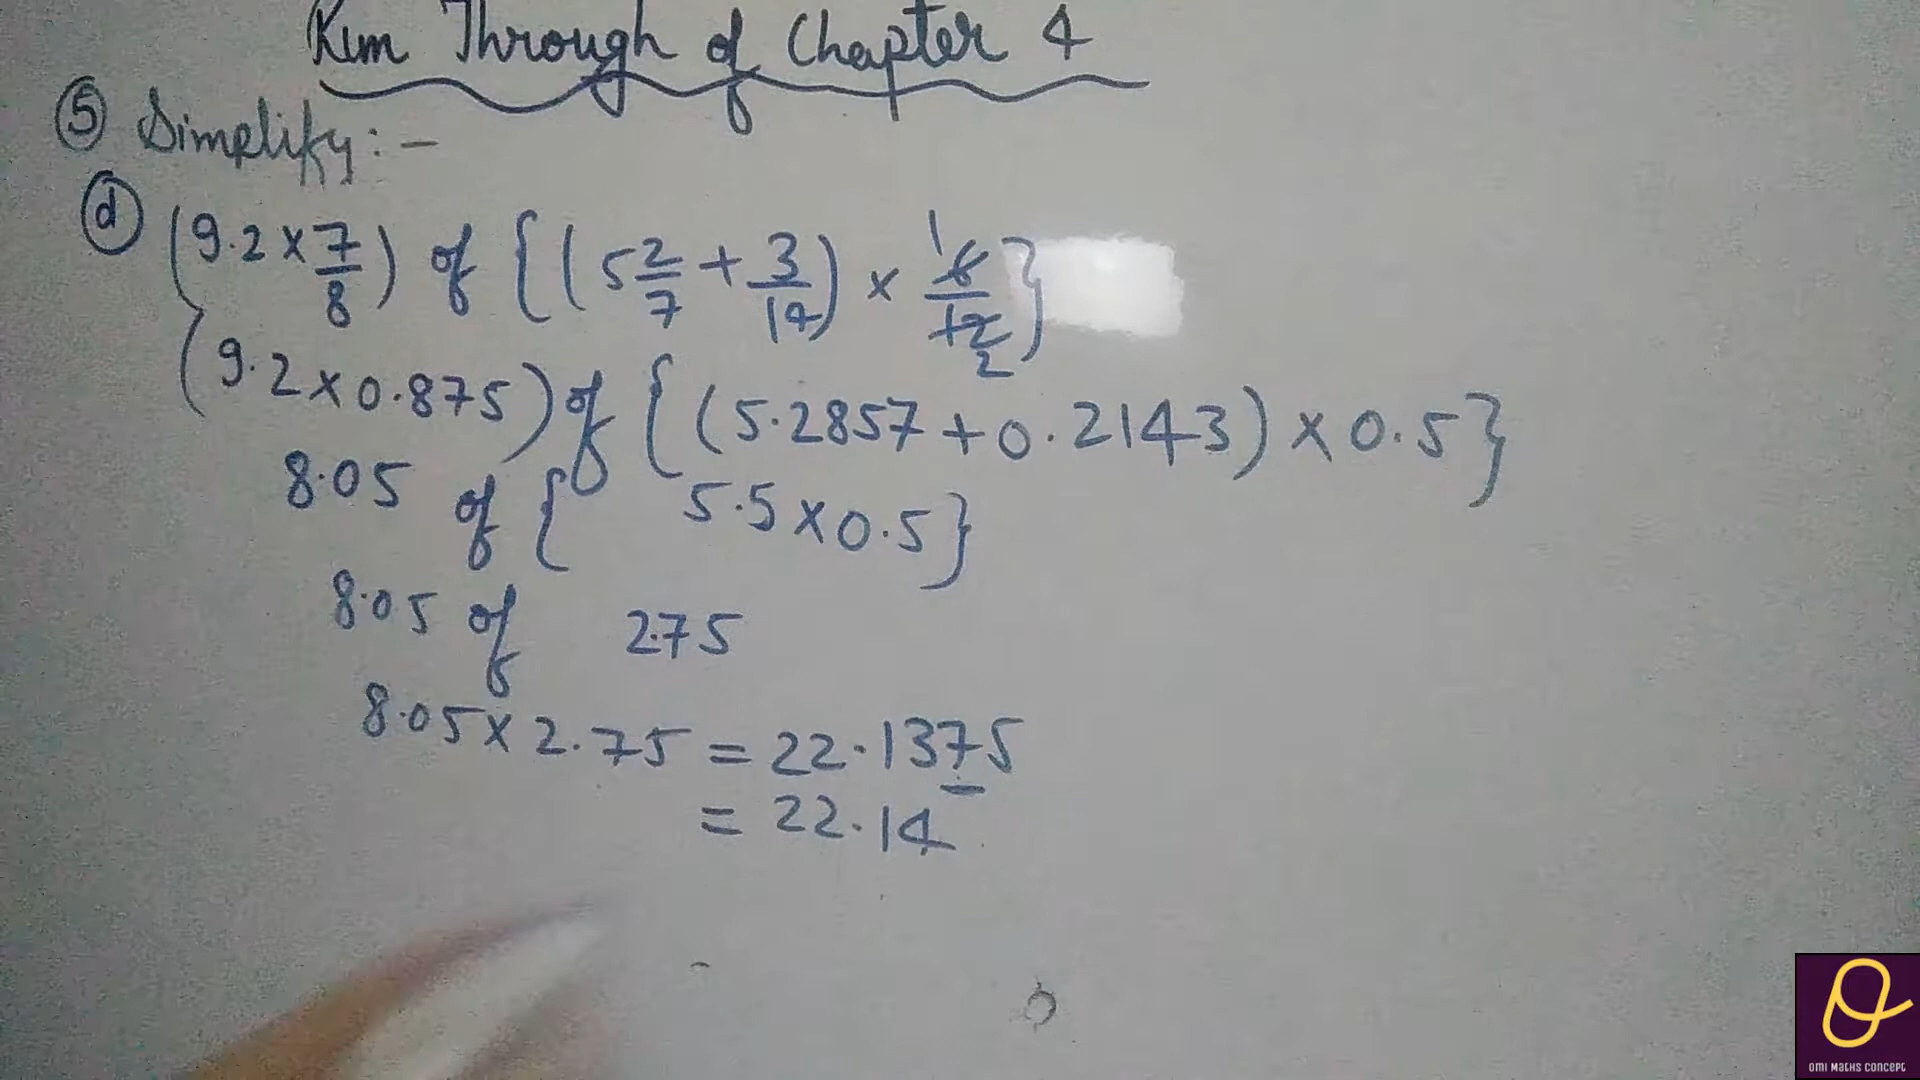 Run Through of Chapter 4
⑤ Simplify:-
ⓓ (9.2 × 7/8) of {(5 2/7 + 3/14) × 6/12}
1
2
(9.2 × 0.875) of {(5.2857 + 0.2143) × 0.5}
8.05 of { 5.5 × 0.5}
8.05 of 2.75
8.05 × 2.75 = 22.1375
= 22.14
OMI MATHS CONCEPT